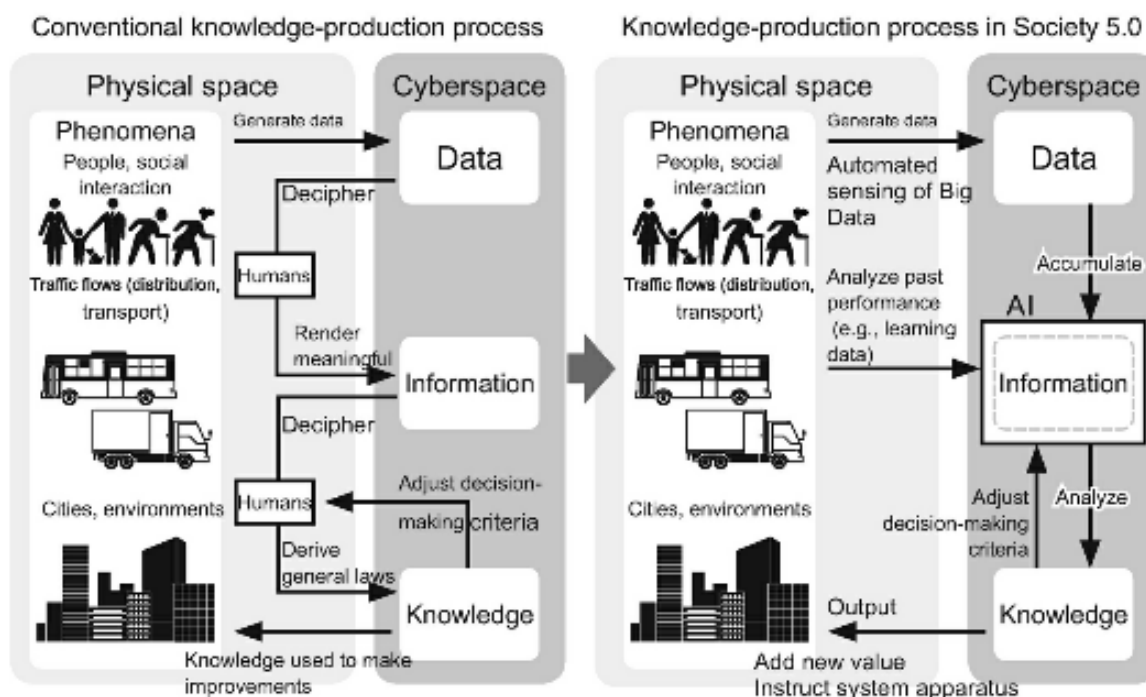 Conventional knowledge-production process
Physical space
Cyberspace
Phenomena
People, social
interaction
Generate data
Data
Decipher
Humans
Traffic flows (distribution,
transport)
Render
meaningful
Information
Decipher
Humans
Adjust decision-
making criteria
Cities, environments
Derive
general laws
Knowledge
Knowledge used to make
improvements
Knowledge-production process in Society 5.0
Physical space
Cyberspace
Phenomena
People, social
interaction
Generate data
Data
Automated
sensing of Big
Data
Accumulate
Traffic flows (distribution,
transport)
Analyze past
performance
(e.g., learning
data)
AI
Information
Adjust
decision-making
criteria
Analyze
Cities, environments
Output
Knowledge
Add new value
Instruct system apparatus